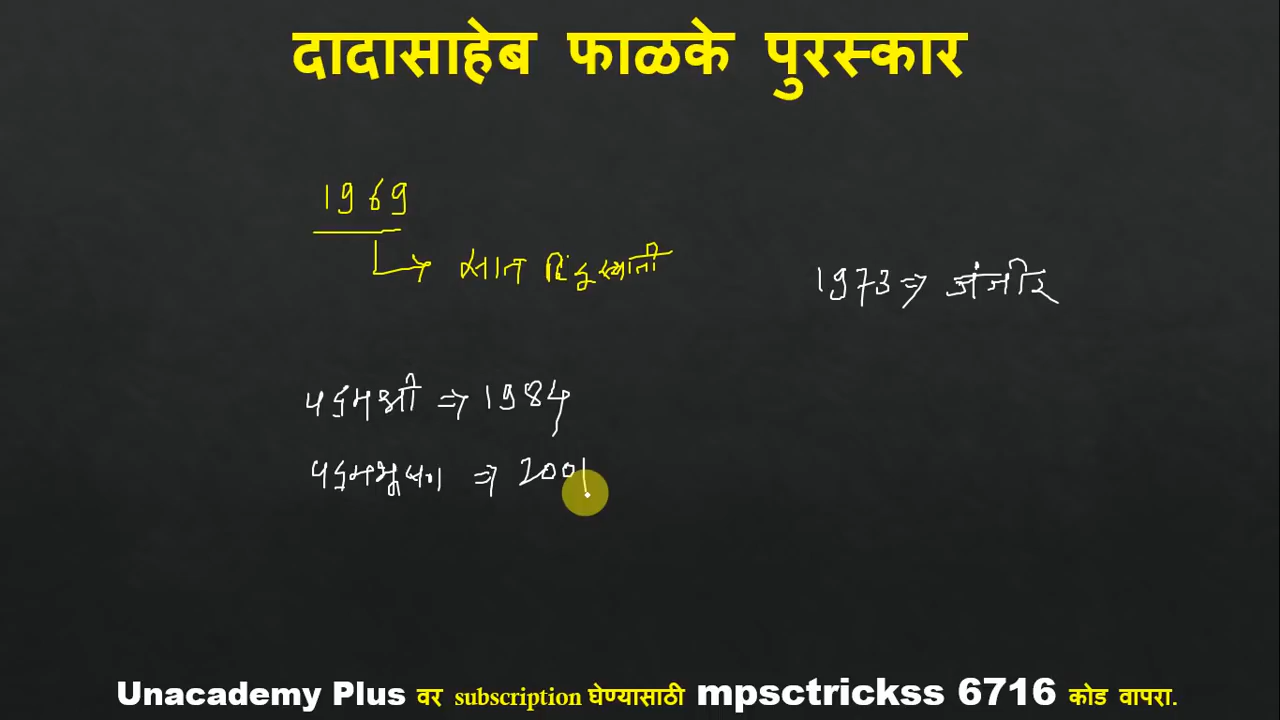 दादासाहेब फाळके पुरस्कार
1969
→ सात हिंदुस्थानी
1973 ⇒ जंजीर
पद्मश्री ⇒ 1984
पद्मभूषण ⇒ 2001
Unacademy Plus वर subscription घेण्यासाठी mpsctrickss 6716 कोड वापरा.